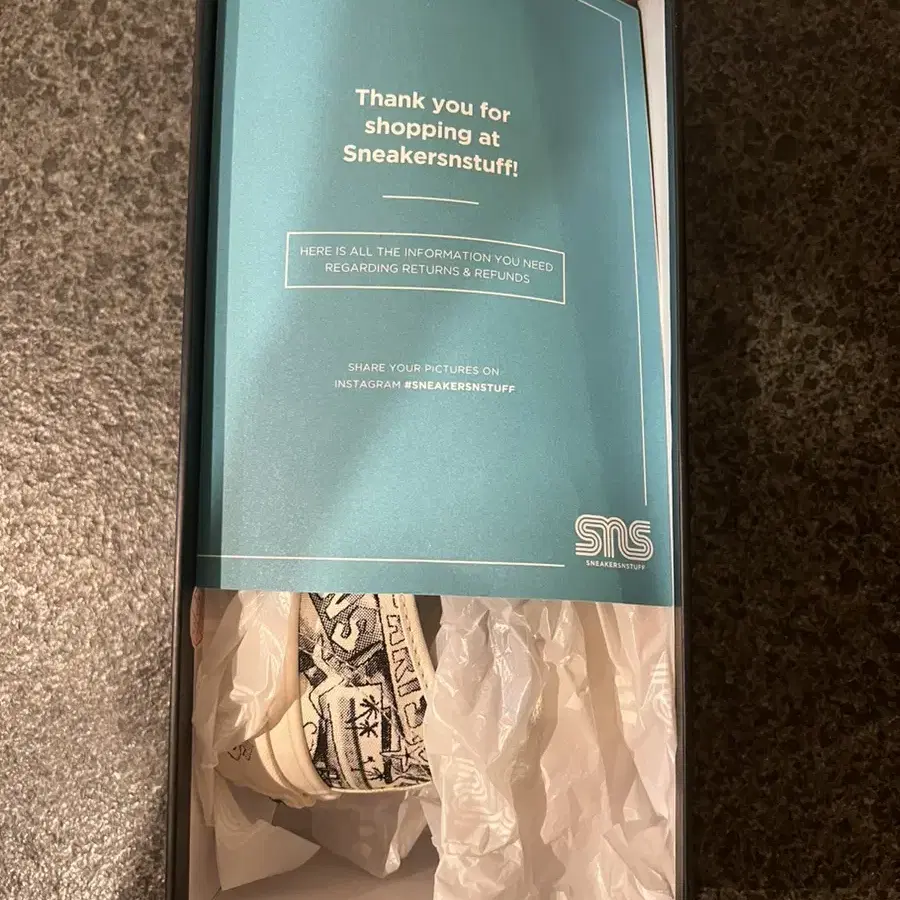 Thank you for
shopping at
Sneakersnstuff!
HERE IS ALL THE INFORMATION YOU NEED
REGARDING RETURNS & REFUNDS
SHARE YOUR PICTURES ON
INSTAGRAM #SNEAKERSNSTUFF
sns
SNEAKERSNSTUFF